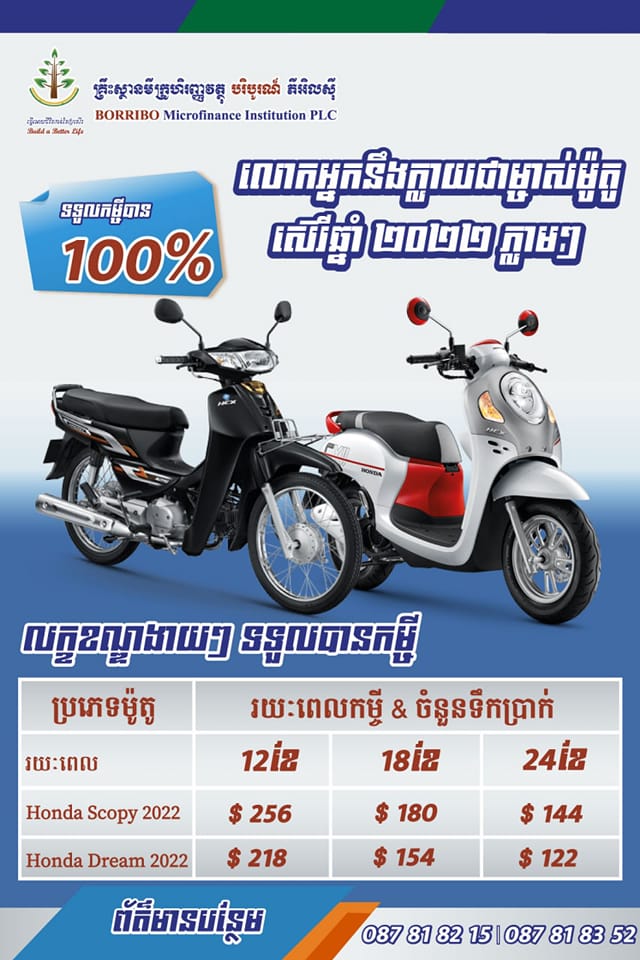 គ្រឹះស្ថានមីក្រូហិរញ្ញវត្ថុ បរិបូរណ៍ ភីអិលស៊ី
BORRIBO Microfinance Institution PLC
Build a Better Life
លោកអ្នកនឹងក្លាយជាម្ចាស់ម៉ូតូ
សេរីឆ្នាំ ២០២២ ភ្លាមៗ
ទទួលកម្ចីបាន
100%
HCX
HCX
HONDA
លក្ខខណ្ឌងាយៗ ទទួលបានកម្ចី
ប្រភេទម៉ូតូ រយៈពេលកម្ចី & ចំនួនទឹកប្រាក់
រយៈពេល 12ខែ 18ខែ 24ខែ
Honda Scopy 2022 $ 256 $ 180 $ 144
Honda Dream 2022 $ 218 $ 154 $ 122
ព័ត៌មានបន្ថែម
087 81 82 15 | 087 81 83 52